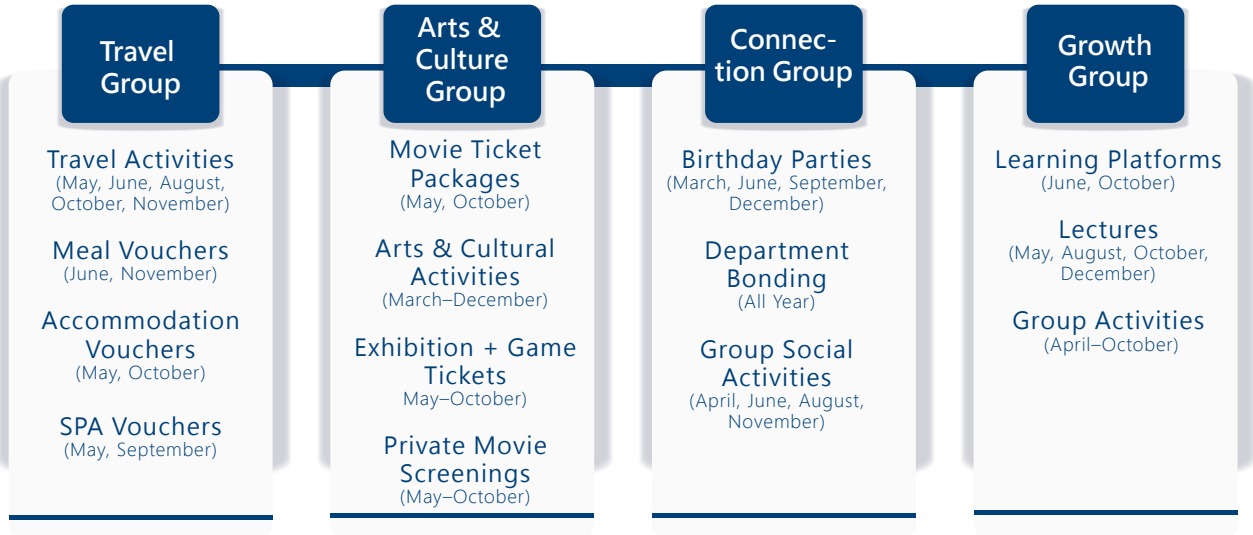 Travel
Group
Travel Activities
(May, June, August,
October, November)
Meal Vouchers
(June, November)
Accommodation
Vouchers
(May, October)
SPA Vouchers
(May, September)
Arts &
Culture
Group
Movie Ticket
Packages
(May, October)
Arts & Cultural
Activities
(March–December)
Exhibition + Game
Tickets
May–October)
Private Movie
Screenings
(May–October)
Connec-
tion Group
Birthday Parties
(March, June, September,
December)
Department
Bonding
(All Year)
Group Social
Activities
(April, June, August,
November)
Growth
Group
Learning Platforms
(June, October)
Lectures
(May, August, October,
December)
Group Activities
(April–October)